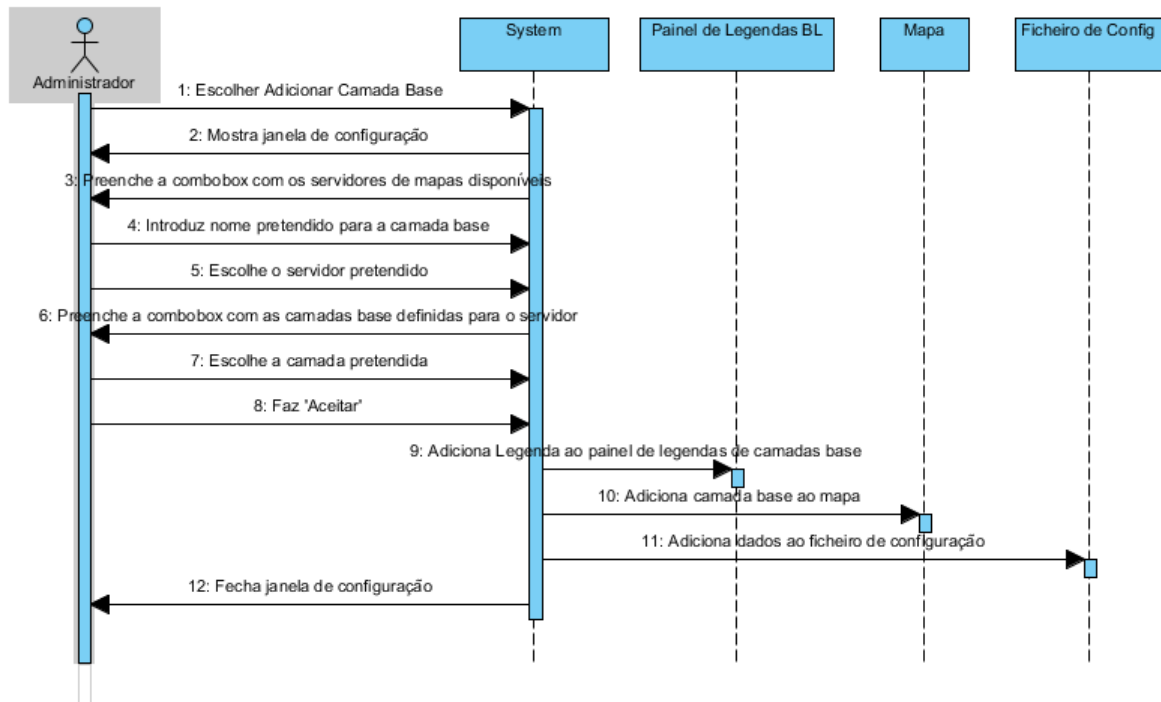 Administrador
System
Painel de Legendas BL
Mapa
Ficheiro de Config
1: Escolher Adicionar Camada Base
2: Mostra janela de configuração
3: Preenche a combobox com os servidores de mapas disponíveis
4: Introduz nome pretendido para a camada base
5: Escolhe o servidor pretendido
6: Preenche a combobox com as camadas base definidas para o servidor
7: Escolhe a camada pretendida
8: Faz 'Aceitar'
9: Adiciona Legenda ao painel de legendas de camadas base
10: Adiciona camada base ao mapa
11: Adiciona dados ao ficheiro de configuração
12: Fecha janela de configuração